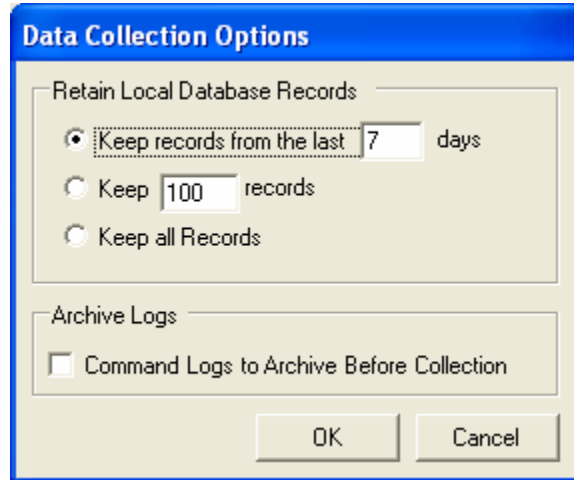 Data Collection Options
Retain Local Database Records
Keep records from the last 7 days
Keep 100 records
Keep all Records
Archive Logs
Command Logs to Archive Before Collection
OK Cancel